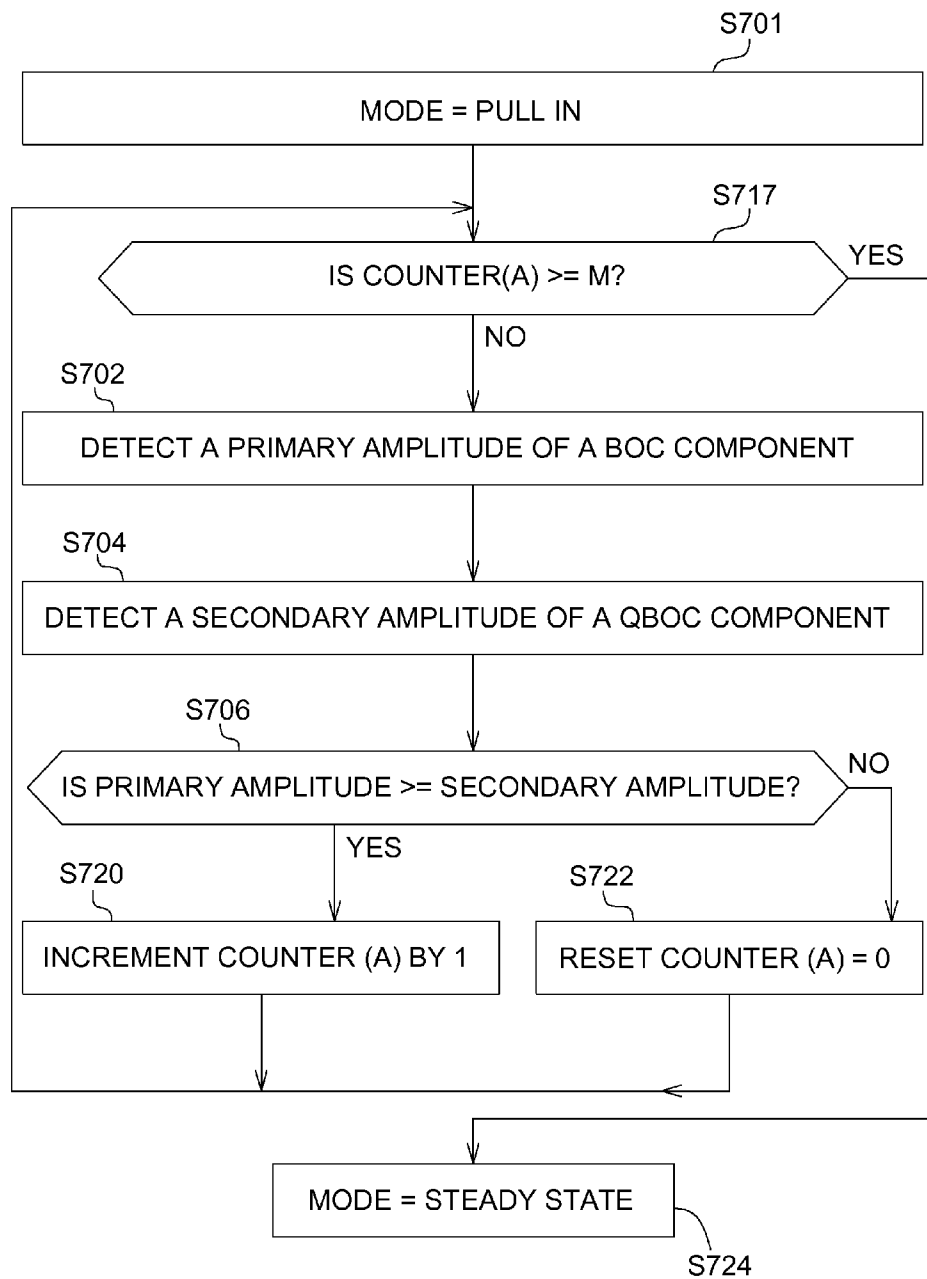 S701
MODE = PULL IN
S717
IS COUNTER(A) >= M?
YES
NO
S702
DETECT A PRIMARY AMPLITUDE OF A BOC COMPONENT
S704
DETECT A SECONDARY AMPLITUDE OF A QBOC COMPONENT
S706
IS PRIMARY AMPLITUDE >= SECONDARY AMPLITUDE?
NO
YES
S720
INCREMENT COUNTER (A) BY 1
S722
RESET COUNTER (A) = 0
MODE = STEADY STATE
S724